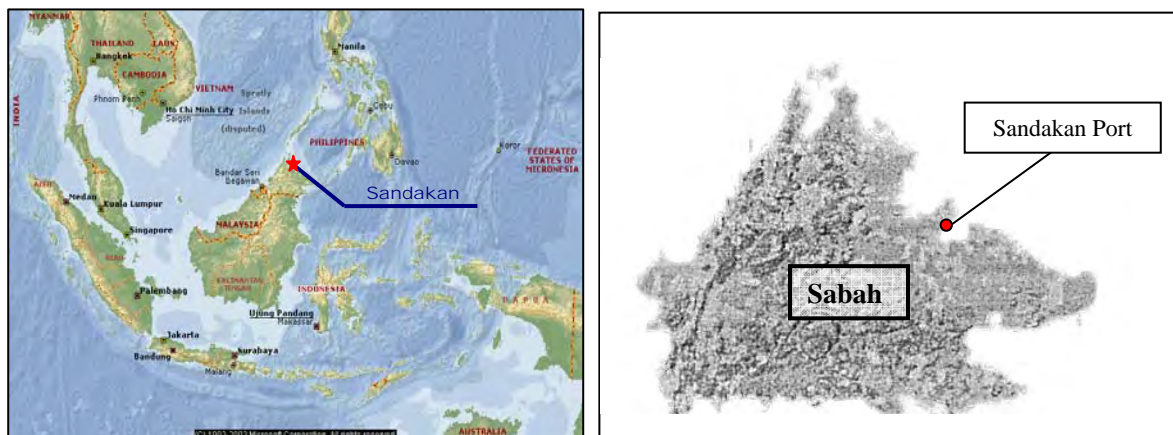 MYANMAR
THAILAND
LAOS
Bangkok
CAMBODIA
Phnom Penh
VIETNAM
Ho Chi Minh City
Saigon
Spratly
Islands
(disputed)
Manila
Cebu
PHILIPPINES
Davao
Koror
FEDERATED
STATES OF
MICRONESIA
INDIA
Bandar Seri
Begawan
Sandakan
Medan
Kuala Lumpur
MALAYSIA
Singapore
KALIMANTAN
TENGAH
INDONESIA
Palembang
PAPUA
Ujung Pandang
Makassar
Jakarta
Bandung
Surabaya
Malang
AUSTRALIA
Sandakan Port
Sabah